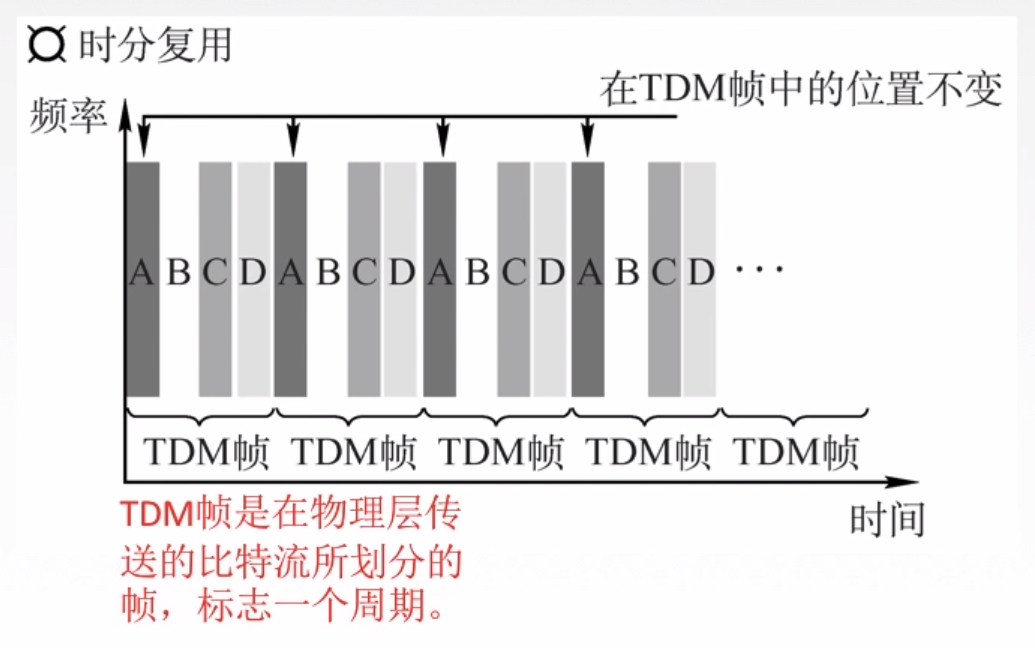 ¤ 时分复用
在TDM帧中的位置不变
频率
A B C D A B C D A B C D A B C D ···
TDM帧 TDM帧 TDM帧 TDM帧 TDM帧
时间
TDM帧是在物理层传
送的比特流所划分的
帧，标志一个周期。